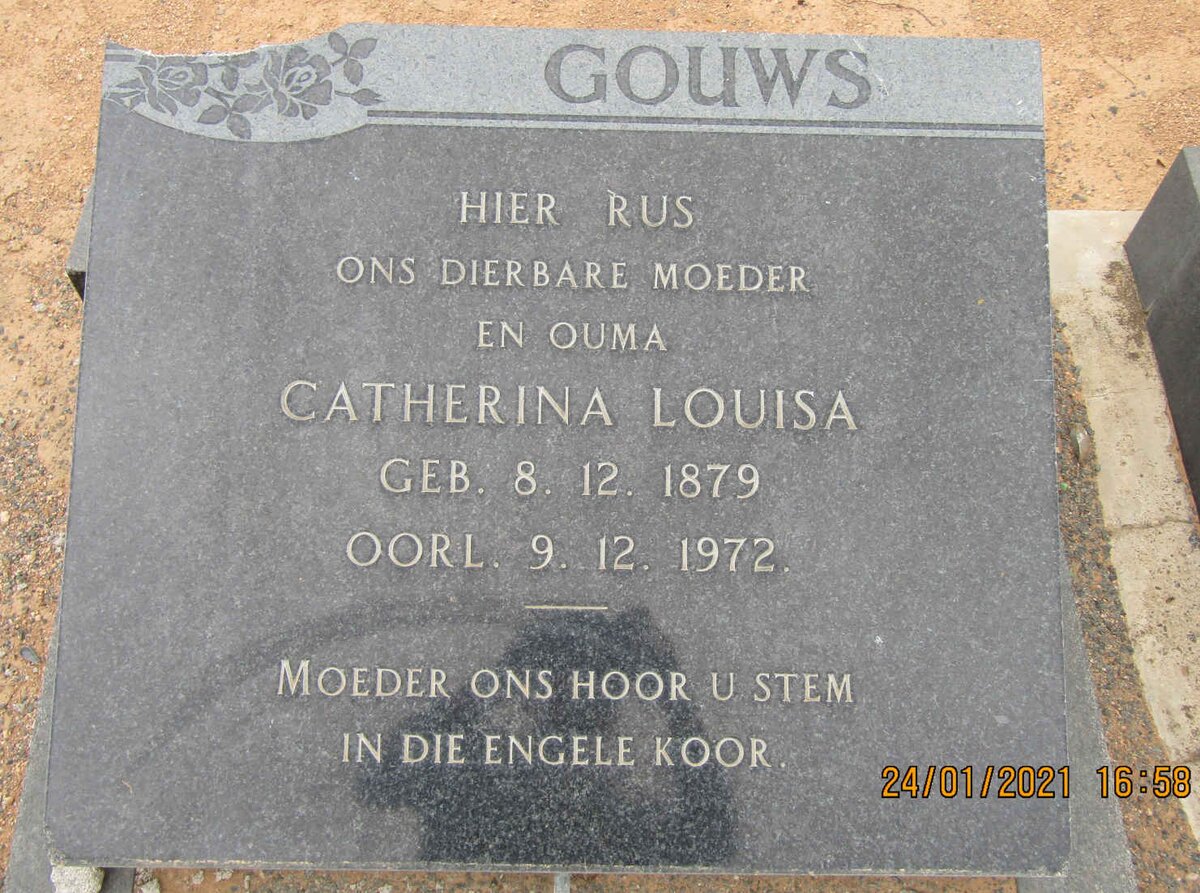 GOUWS
HIER RUS
ONS DIERBARE MOEDER
EN OUMA
CATHERINA LOUISA
GEB. 8. 12. 1879
OORL. 9. 12. 1972.
MOEDER ONS HOOR U STEM
IN DIE ENGELE KOOR.
24/01/2021 16:58